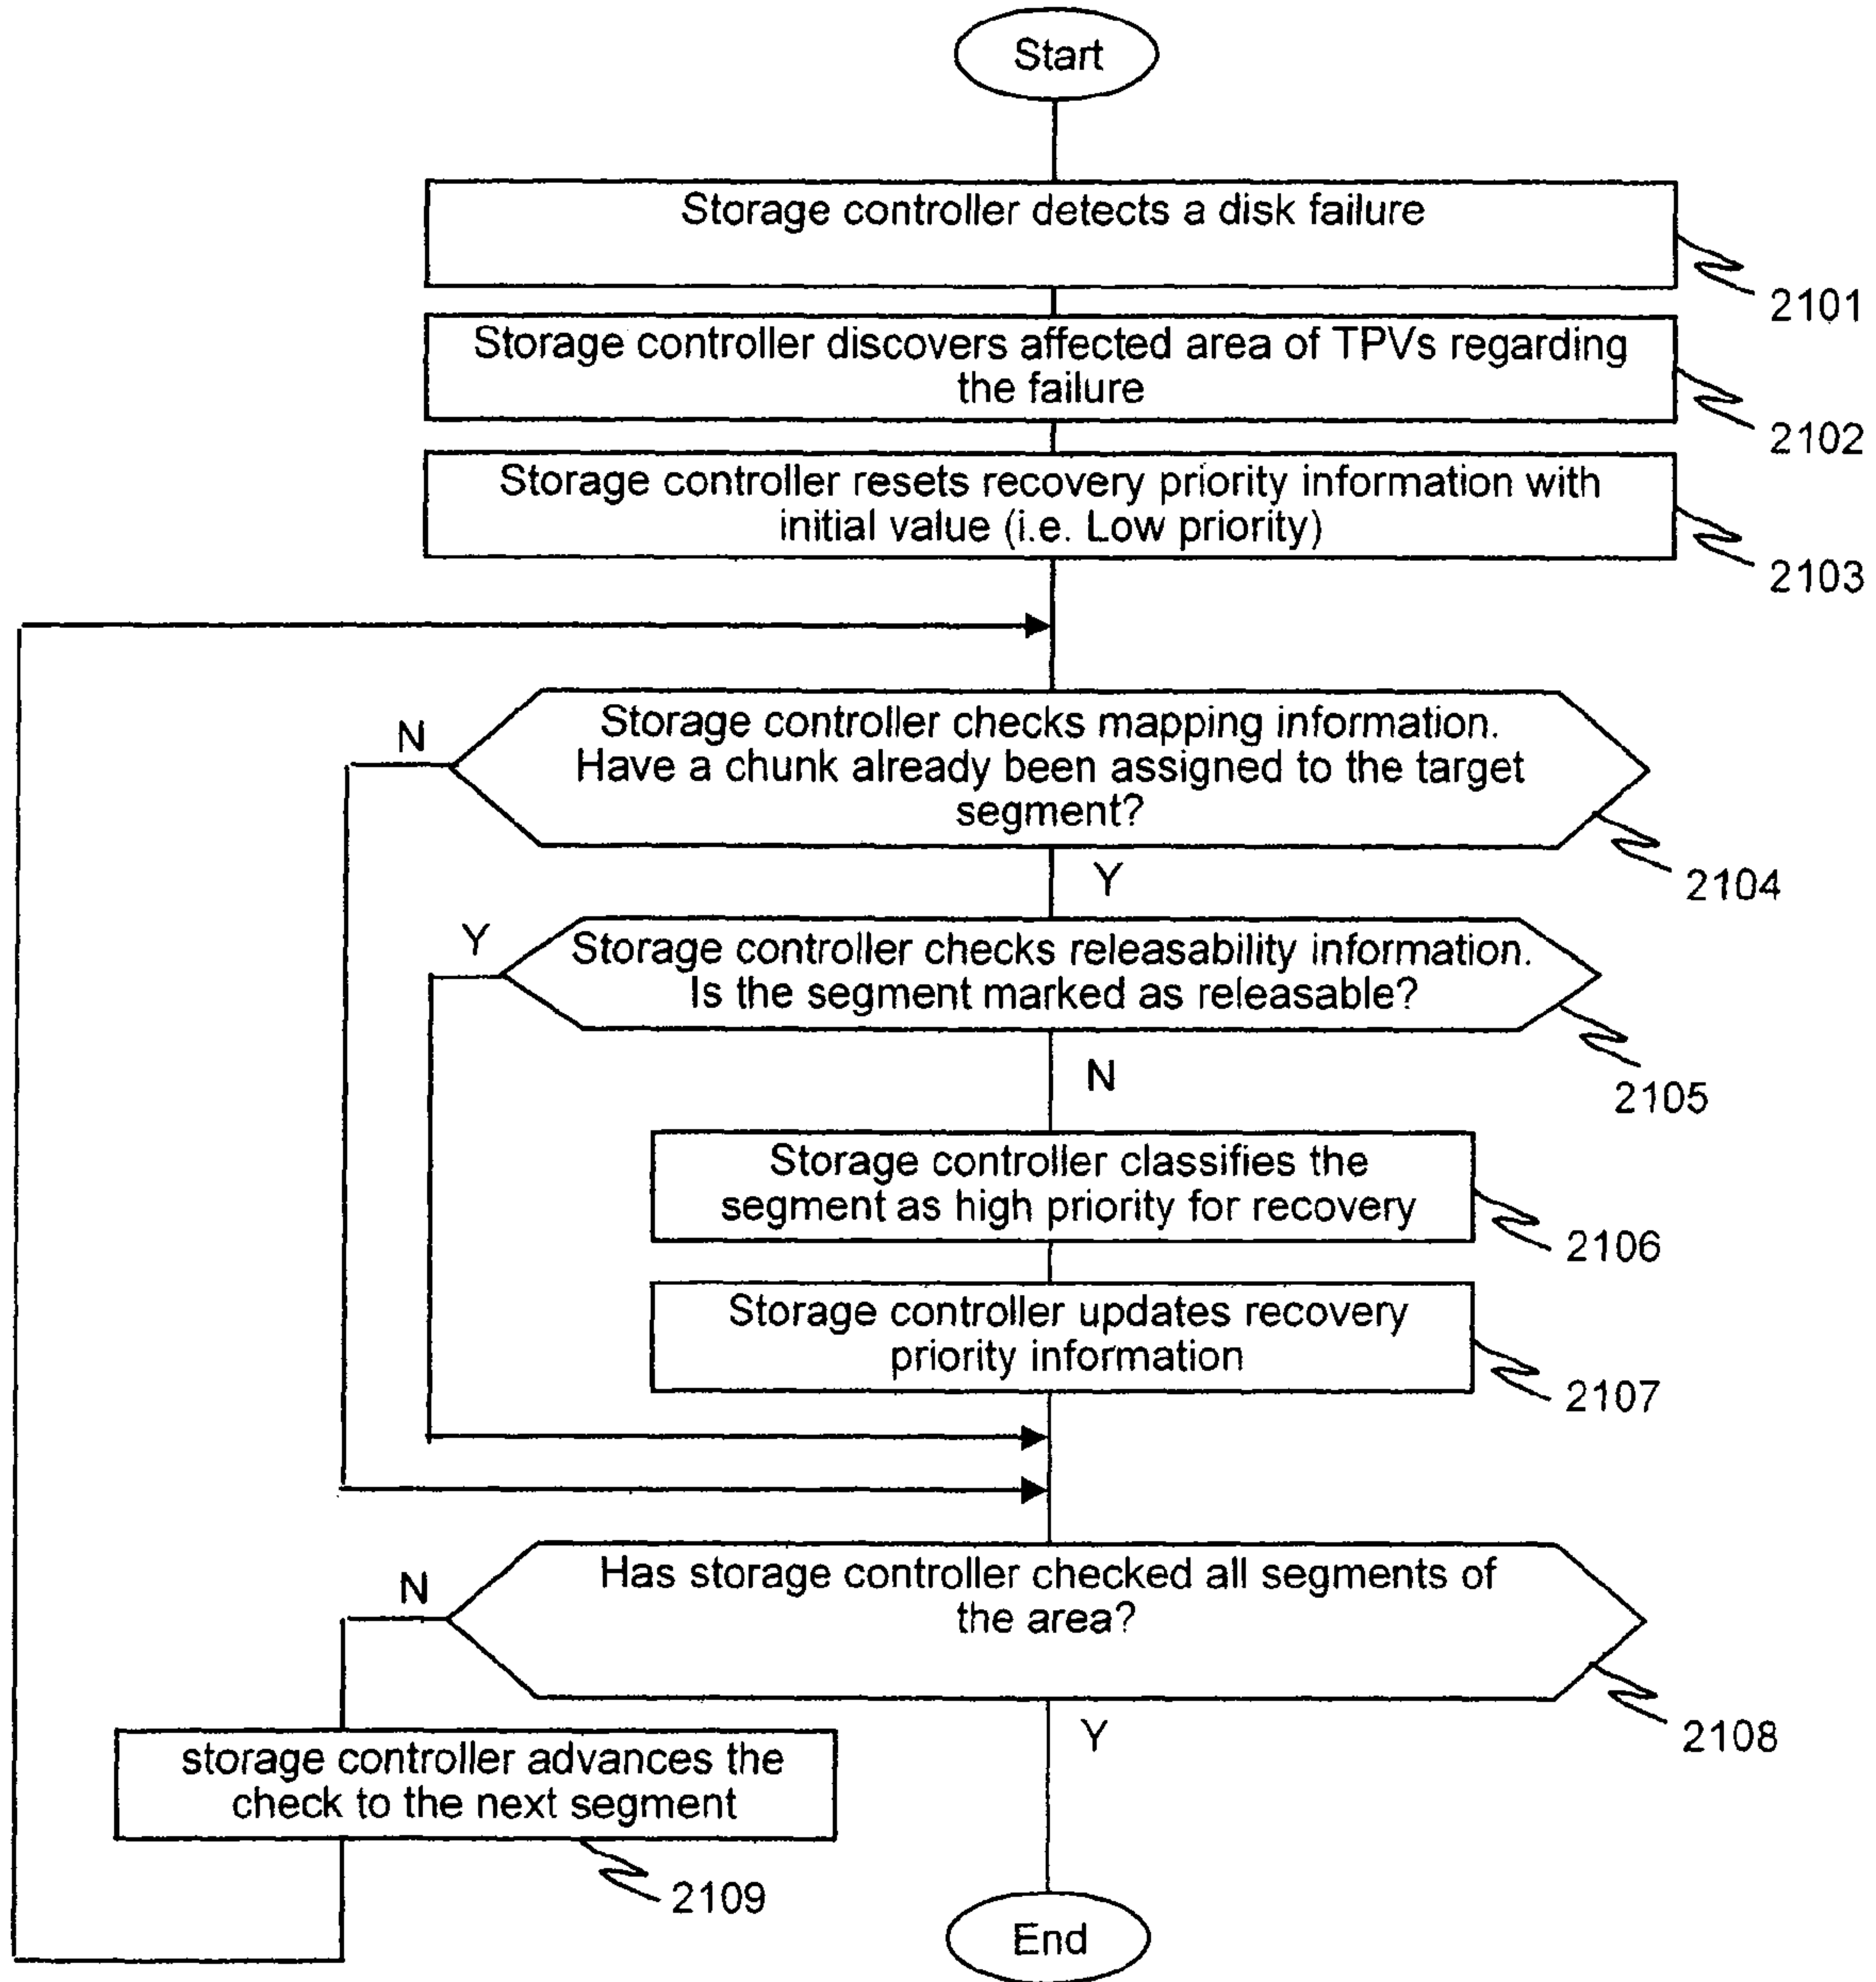 Start
Storage controller detects a disk failure
2101
Storage controller discovers affected area of TPVs regarding
the failure
2102
Storage controller resets recovery priority information with
initial value (i.e. Low priority)
2103
Storage controller checks mapping information.
Have a chunk already been assigned to the target
segment?
N
2104
Y
Storage controller checks releasability information.
Is the segment marked as releasable?
Y
2105
N
Storage controller classifies the
segment as high priority for recovery
2106
Storage controller updates recovery
priority information
2107
Has storage controller checked all segments of
the area?
N
2108
Y
storage controller advances the
check to the next segment
2109
End